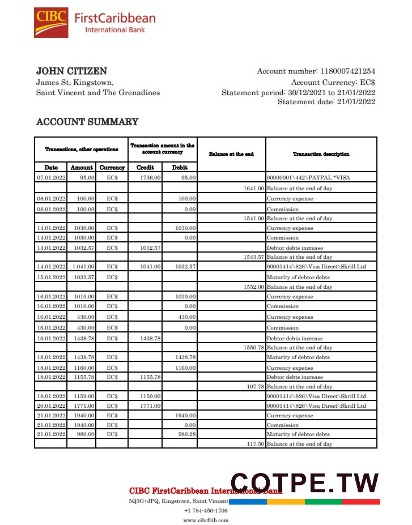 CIBC FirstCaribbean
International Bank
JOHN CITIZEN
James St, Kingstown,
Saint Vincent and The Grenadines
Account number: 1180007421254
Account Currency: EC$
Statement period: 30/12/2021 to 21/01/2022
Statement date: 21/01/2022
ACCOUNT SUMMARY
Transactions, other operations Transaction amount in the account currency Balance at the end Transaction description
Date Amount Currency Credit Debit
07.01.2022 95.00 EC$ 1736.00 95.00 00000001\442\PAYPAL *VISA
1641.00 Balance at the end of day
08.01.2022 100.00 EC$ 100.00 Currency expense
08.01.2022 100.00 EC$ 0.00 Commission
1541.00 Balance at the end of day
14.01.2022 1030.00 EC$ 1030.00 Currency expense
14.01.2022 1030.00 EC$ 0.00 Commission
14.01.2022 1032.57 EC$ 1032.57 Debtor debts increase
1543.57 Balance at the end of day
14.01.2022 1,041.00 EC$ 1041.00 1032.57 00001414\826\Visa Direct\Skrill Ltd
15.01.2022 1032.57 EC$ Maturity of debtor debts
1552.00 Balance at the end of day
16.01.2022 1010.00 EC$ 1010.00 Currency expense
16.01.2022 1010.00 EC$ 0.00 Commission
16.01.2022 430.00 EC$ 430.00 Currency expense
16.01.2022 430.00 EC$ 0.00 Commission
16.01.2022 1438.78 EC$ 1438.78 Debtor debts increase
1550.78 Balance at the end of day
18.01.2022 1438.78 EC$ 1438.78 Maturity of debtor debts
18.01.2022 1160.00 EC$ 1160.00 Currency expense
18.01.2022 1155.78 EC$ 1155.78 Debtor debts increase
107.78 Balance at the end of day
18.01.2022 1159.00 EC$ 1159.00 00001414\826\Visa Direct\Skrill Ltd
20.01.2022 1771.00 EC$ 1771.00 00001414\826\Visa Direct\Skrill Ltd
21.01.2022 1940.00 EC$ 1940.00 Currency expense
21.01.2022 1940.00 EC$ 0.00 Commission
21.01.2022 980.00 EC$ 980.28 Maturity of debtor debts
117.50 Balance at the end of day
CIBC FirstCaribbean International Bank
COTPE.TW
5Q3G+JPQ, Kingstown, Saint Vincent
+1 784-456-1706
www.cibcfcib.com